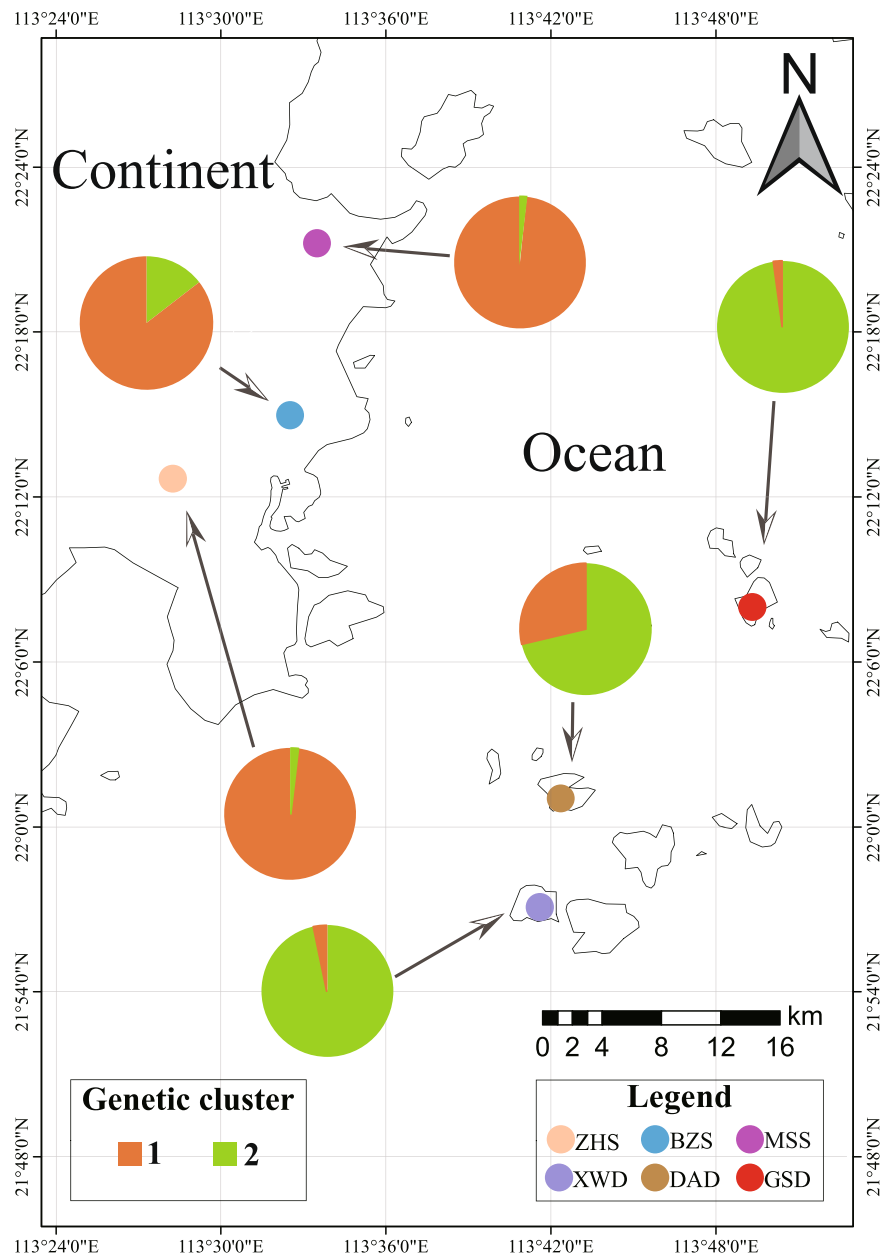 113°24'0"E 113°30'0"E 113°36'0"E 113°42'0"E 113°48'0"E
N
Continent
22°24'0"N 22°24'0"N
22°18'0"N 22°18'0"N
Ocean
22°12'0"N 22°12'0"N
22°6'0"N 22°6'0"N
22°0'0"N 22°0'0"N
21°54'0"N 21°54'0"N
km
0 2 4 8 12 16
Genetic cluster
1 2
Legend
ZHS BZS MSS
XWD DAD GSD
21°48'0"N 21°48'0"N
113°24'0"E 113°30'0"E 113°36'0"E 113°42'0"E 113°48'0"E